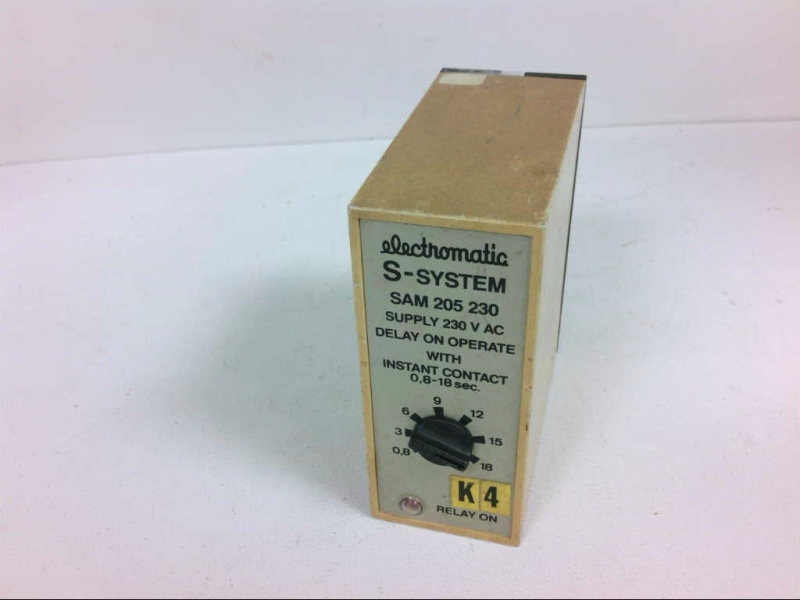 electromatic
S-SYSTEM
SAM 205 230
SUPPLY 230 V AC
DELAY ON OPERATE
WITH
INSTANT CONTACT
0,8-18 sec.
9
6 12
3 15
0,8 18
K4
RELAY ON